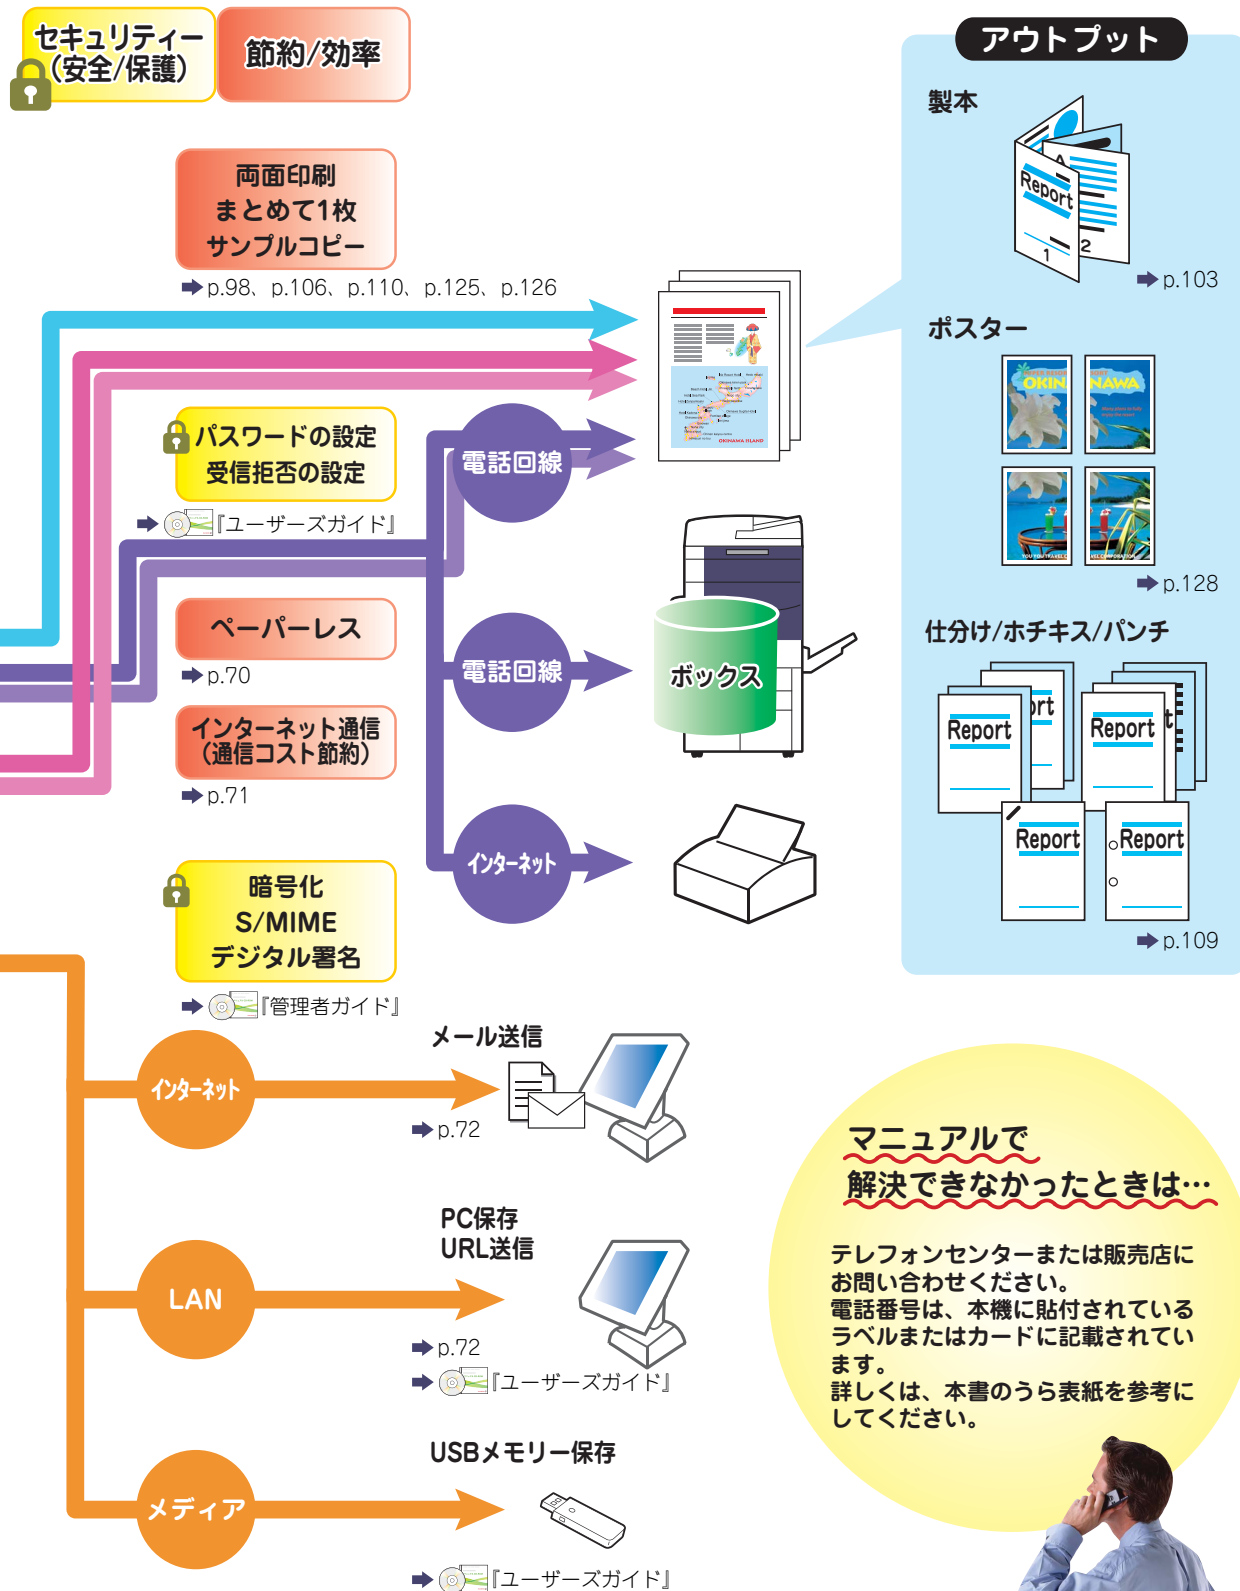 セキュリティー
(安全/保護)
節約/効率
両面印刷
まとめて1枚
サンプルコピー
p.98、p.106、p.110、p.125、p.126
パスワードの設定
受信拒否の設定
『ユーザーズガイド』
電話回線
ペーパーレス
p.70
電話回線
ボックス
インターネット通信
(通信コスト節約)
p.71
インターネット
暗号化
S/MIME
デジタル署名
『管理者ガイド』
メール送信
インターネット
p.72
PC保存
URL送信
LAN
p.72
『ユーザーズガイド』
USBメモリー保存
メディア
『ユーザーズガイド』
OKINAWA ISLAND
アウトプット
製本
Report
1
2
p.103
ポスター
OKINAWA
p.128
仕分け/ホチキス/パンチ
Report
Report
Report
Report
p.109
マニュアルで
解決できなかったときは…
テレフォンセンターまたは販売店に
お問い合わせください。
電話番号は、本機に貼付されている
ラベルまたはカードに記載されてい
ます。
詳しくは、本書のうら表紙を参考に
してください。